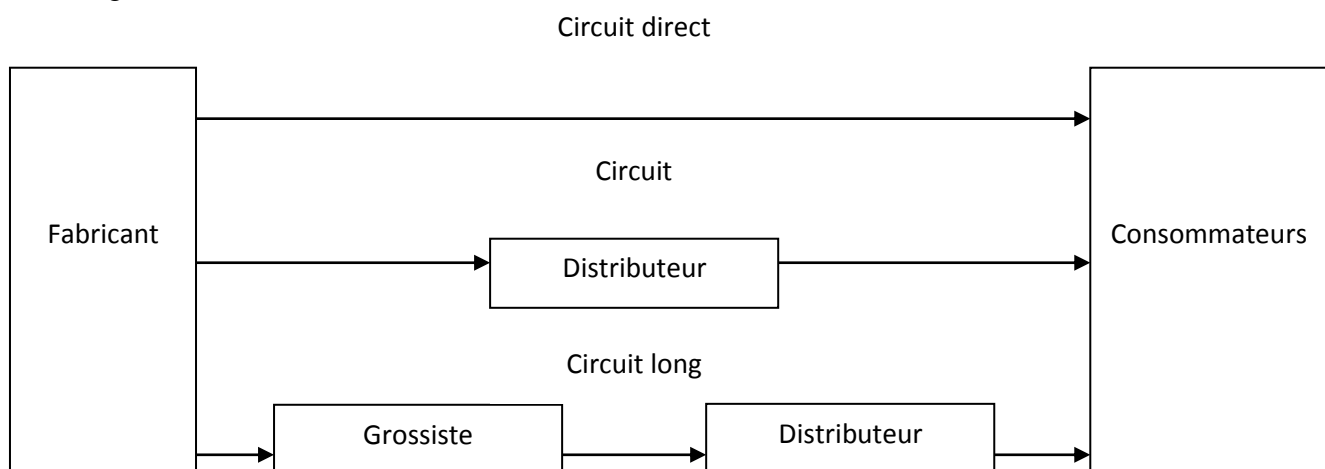 Circuit direct
Circuit
Fabricant
Consommateurs
Distributeur
Circuit long
Grossiste
Distributeur